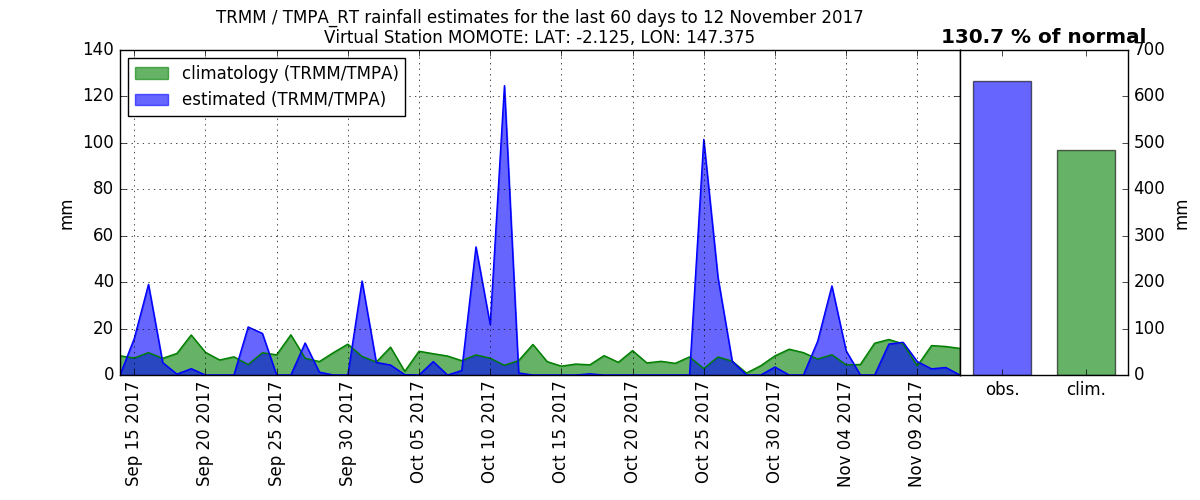 TRMM / TMPA_RT rainfall estimates for the last 60 days to 12 November 2017
Virtual Station MOMOTE: LAT: -2.125, LON: 147.375
130.7 % of normal
climatology (TRMM/TMPA)
estimated (TRMM/TMPA)
mm
140
120
100
80
60
40
20
0
Sep 15 2017
Sep 20 2017
Sep 25 2017
Sep 30 2017
Oct 05 2017
Oct 10 2017
Oct 15 2017
Oct 20 2017
Oct 25 2017
Oct 30 2017
Nov 04 2017
Nov 09 2017
obs.
clim.
700
600
500
400
300
200
100
0
mm